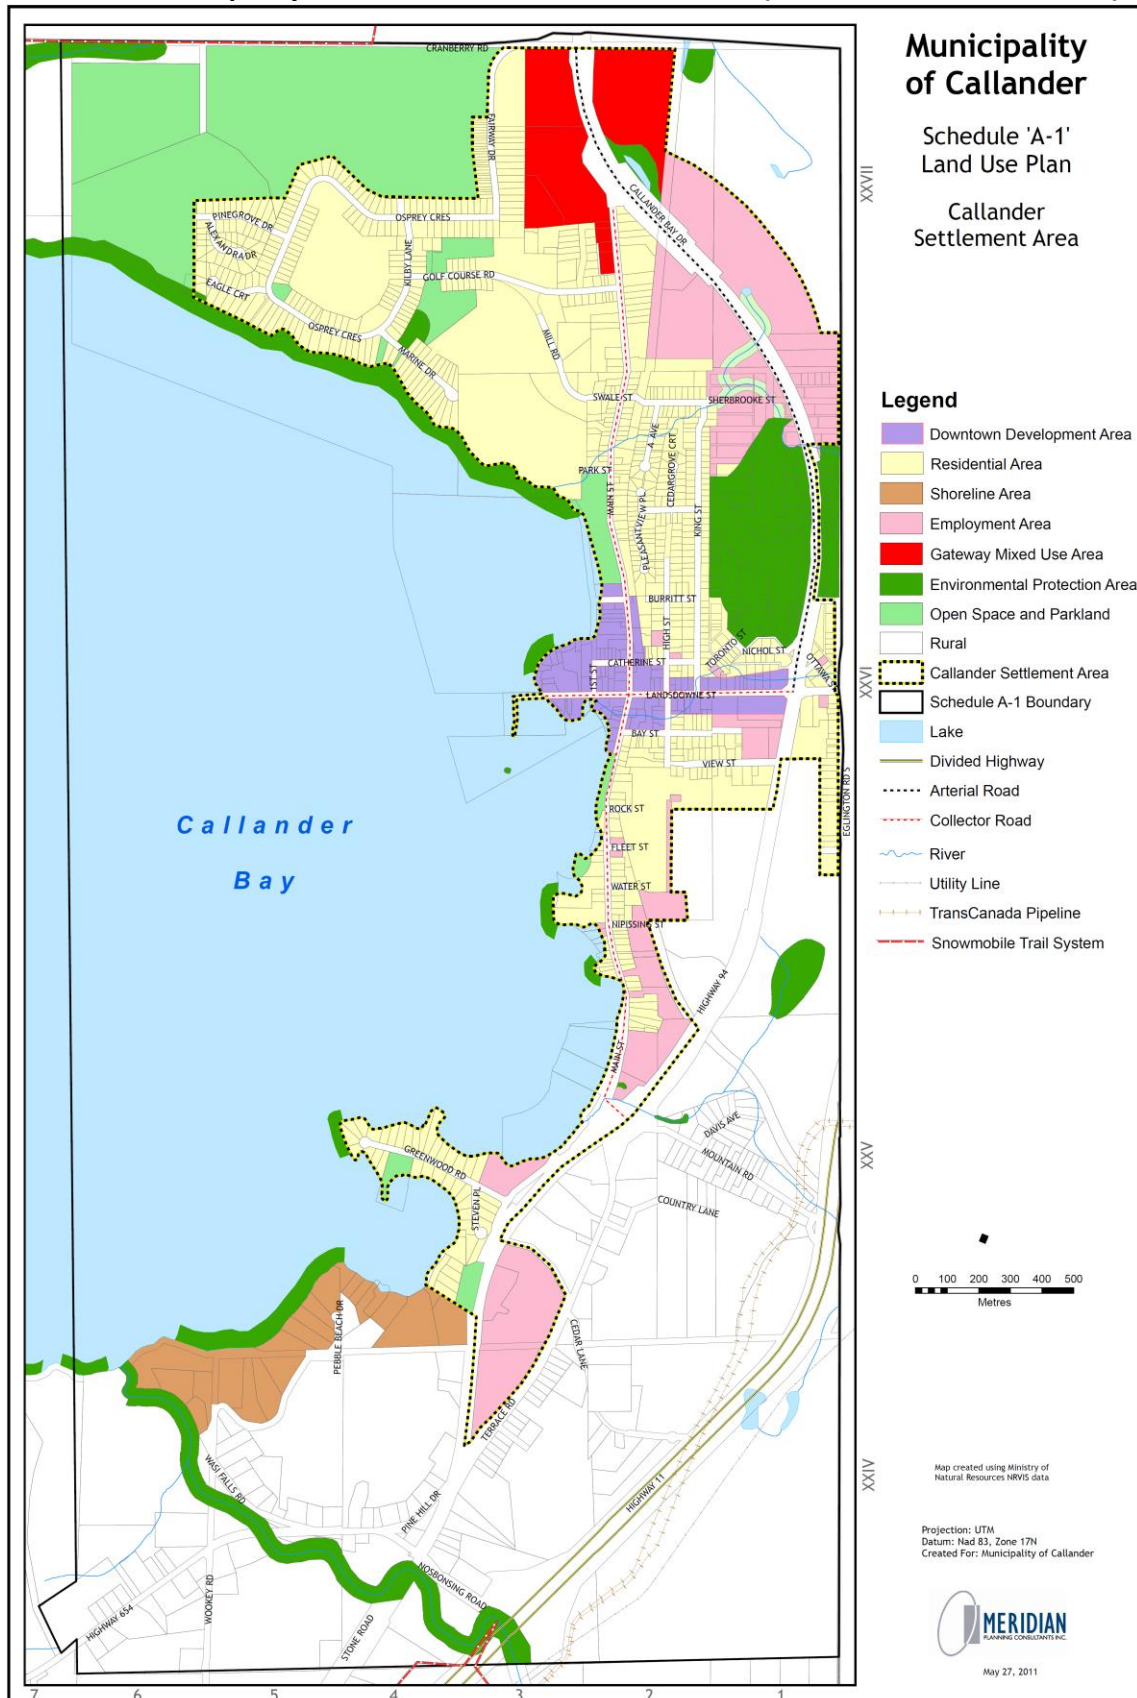 Municipality
of Callander
Schedule 'A-1'
Land Use Plan
Callander
Settlement Area
Legend
Downtown Development Area
Residential Area
Shoreline Area
Employment Area
Gateway Mixed Use Area
Environmental Protection Area
Open Space and Parkland
Rural
Callander Settlement Area
Schedule A-1 Boundary
Lake
Divided Highway
Arterial Road
Collector Road
River
Utility Line
TransCanada Pipeline
Snowmobile Trail System
CRANBERRY RD
FAIRWAY DR
CALLANDER BAY DR
PINEGROVE DR
OSPREY CRES
ALEXANDRA DR
KILBY LANE
GOLF COURSE RD
EAGLE CRT
OSPREY CRES
MILL RD
MARINE DR
SWALE ST
SHERBROOKE ST
A AVE
CEDARGROVE CRT
PARK ST
MAIN ST
KING ST
PLEASANTVIEW PL
BURRITT ST
HIGH ST
TORONTO ST
NICHOL ST
OTTAWA ST
CATHERINE ST
1ST ST
LANDSDOWNE ST
BAY ST
VIEW ST
EGLINGTON RD S
ROCK ST
FLEET ST
WATER ST
NIPISSING ST
HIGHWAY 94
MAIN ST
Callander
Bay
DAVIS AVE
MOUNTAIN RD
COUNTRY LANE
GREENWOOD RD
STEVEN PL
PEBBLE BEACH DR
CEDAR LANE
TERRACE RD
WASI FALLS RD
PINE HILL DR
HIGHWAY 11
NOSBONSING ROAD
WOOKEY RD
HIGHWAY 654
STONE ROAD
XXVII
XXVI
XXV
XXIV
7 6 5 4 3 2 1
0 100 200 300 400 500
Metres
Map created using Ministry of
Natural Resources NRVIS data
Projection: UTM
Datum: Nad 83, Zone 17N
Created For: Municipality of Callander
MERIDIAN
PLANNING CONSULTANTS INC.
May 27, 2011